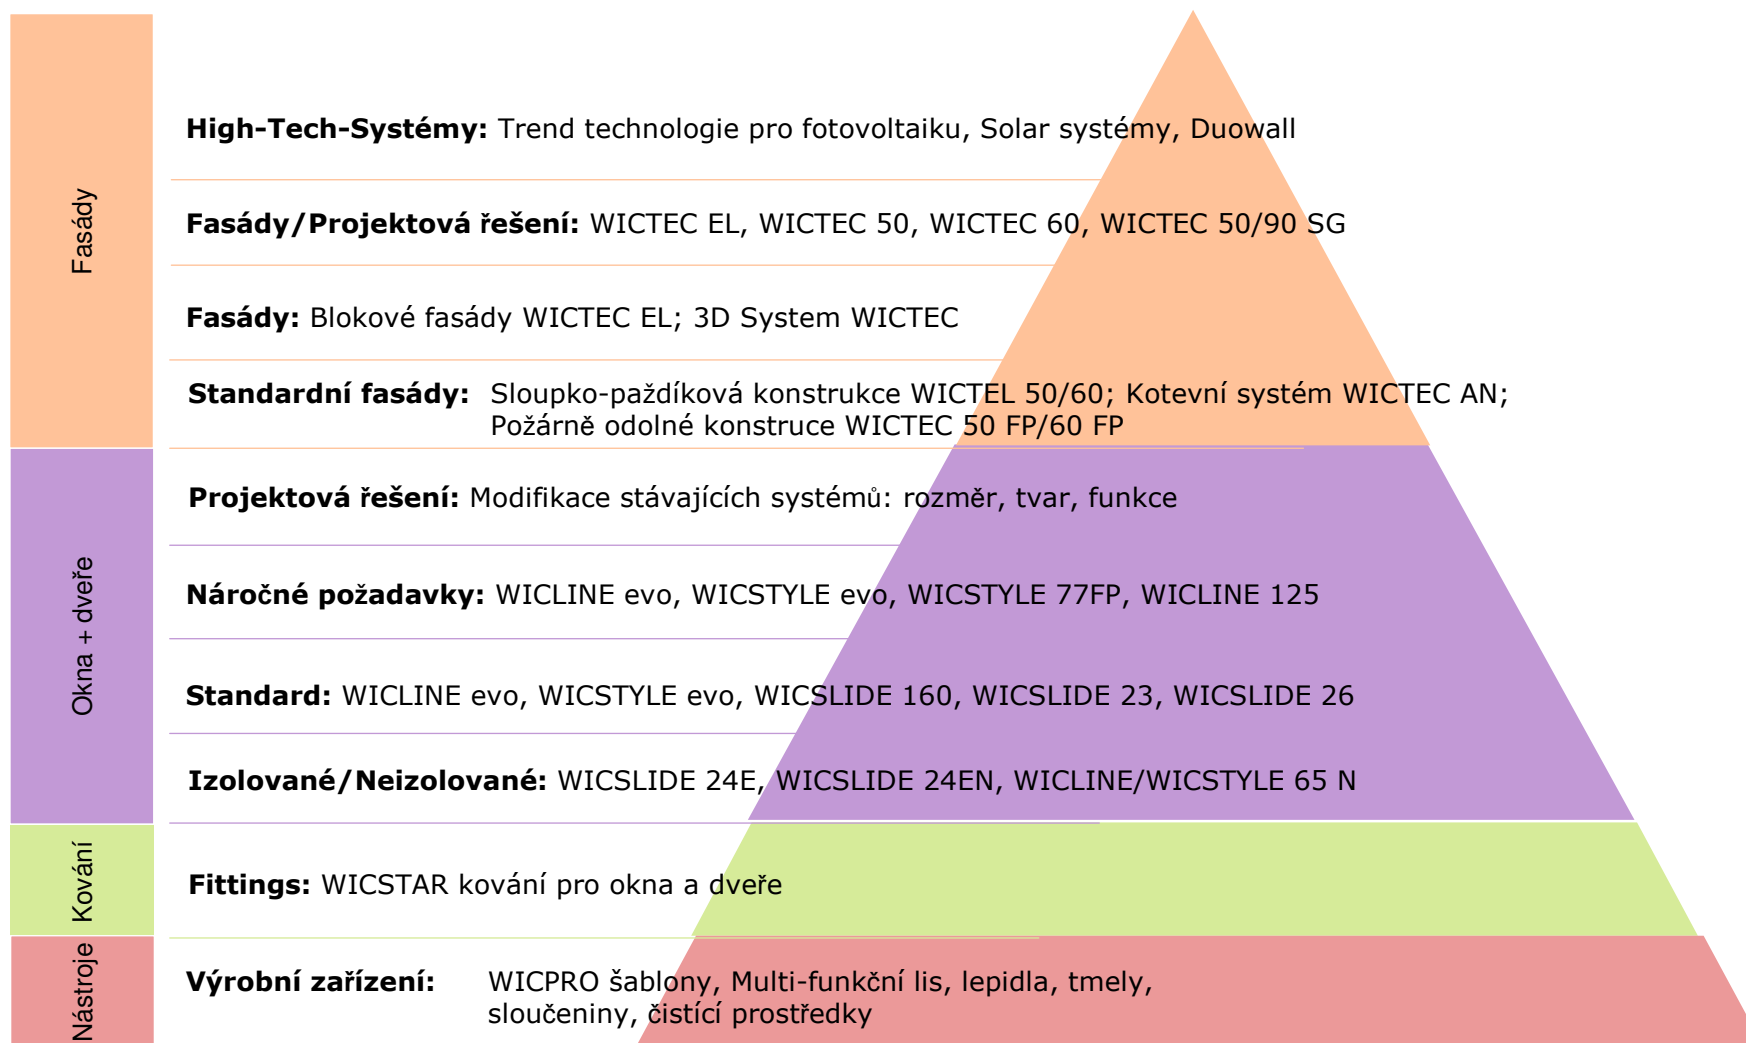 Fasády
High-Tech-Systémy: Trend technologie pro fotovoltaiku, Solar systémy, Duowall
Fasády/Projektová řešení: WICTEC EL, WICTEC 50, WICTEC 60, WICTEC 50/90 SG
Fasády: Blokové fasády WICTEC EL; 3D System WICTEC
Standardní fasády: Sloupko-paždíková konstrukce WICTEL 50/60; Kotevní systém WICTEC AN;
Požárně odolné konstruce WICTEC 50 FP/60 FP
Okna + dveře
Projektová řešení: Modifikace stávajících systémů: rozměr, tvar, funkce
Náročné požadavky: WICLINE evo, WICSTYLE evo, WICSTYLE 77FP, WICLINE 125
Standard: WICLINE evo, WICSTYLE evo, WICSLIDE 160, WICSLIDE 23, WICSLIDE 26
Izolované/Neizolované: WICSLIDE 24E, WICSLIDE 24EN, WICLINE/WICSTYLE 65 N
Kování
Fittings: WICSTAR kování pro okna a dveře
Nástroje
Výrobní zařízení: WICPRO šablony, Multi-funkční lis, lepidla, tmely,
sloučeniny, čistící prostředky